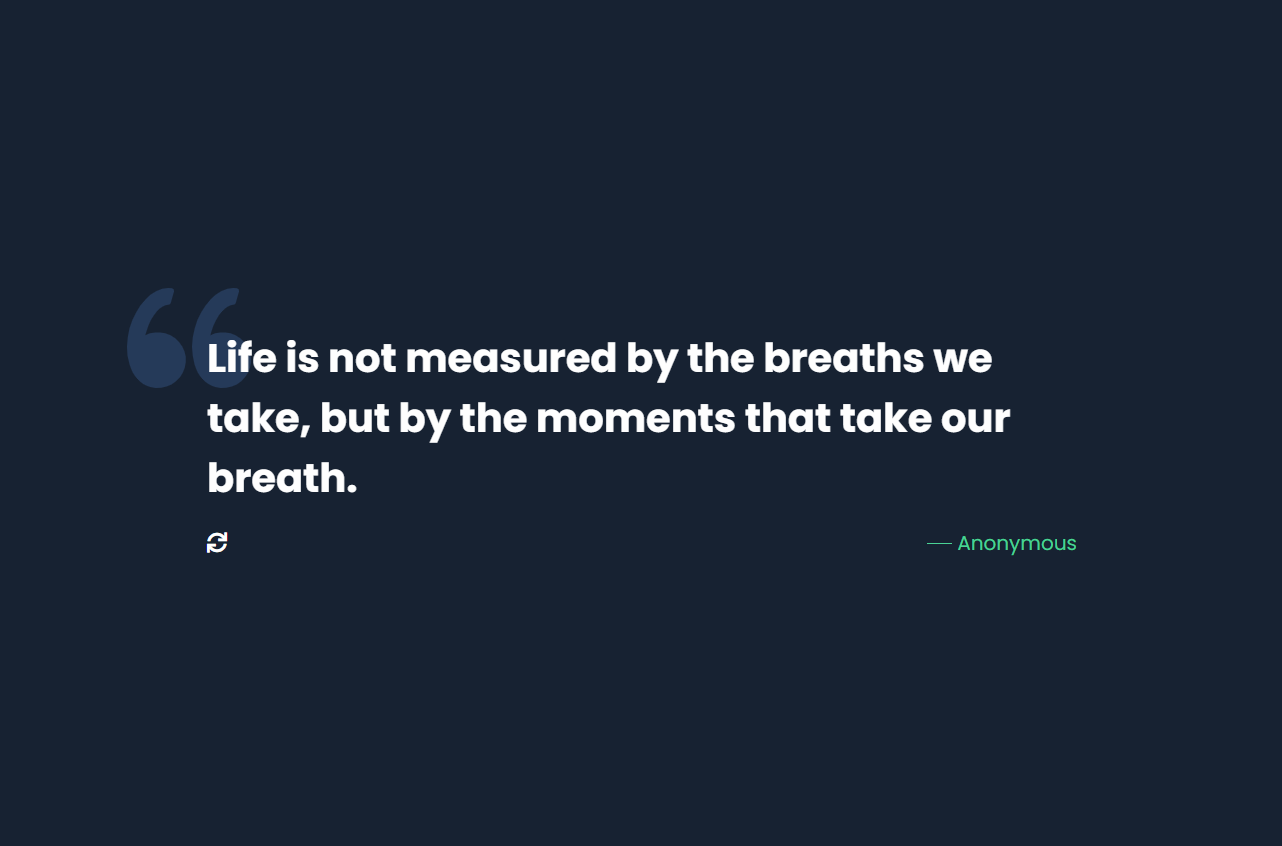 Life is not measured by the breaths we
take, but by the moments that take our
breath.
— Anonymous